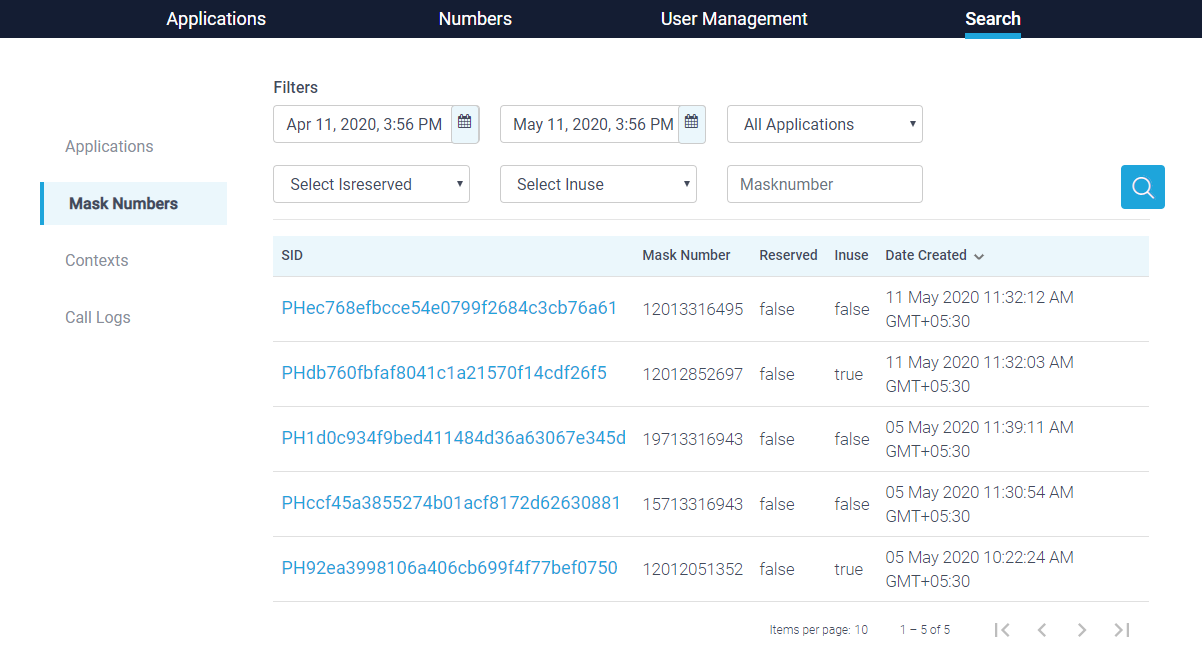 Applications Numbers User Management Search
Filters
Apr 11, 2020, 3:56 PM May 11, 2020, 3:56 PM All Applications
Select Isreserved Select Inuse Masknumber
Applications
Mask Numbers
Contexts
Call Logs
SID Mask Number Reserved Inuse Date Created
PHec768efbcce54e0799f2684c3cb76a61 12013316495 false false 11 May 2020 11:32:12 AM
GMT+05:30
PHdb760fbfaf8041c1a21570f14cdf26f5 12012852697 false true 11 May 2020 11:32:03 AM
GMT+05:30
PH1d0c934f9bed411484d36a63067e345d 19713316943 false false 05 May 2020 11:39:11 AM
GMT+05:30
PHccf45a3855274b01acf8172d62630881 15713316943 false false 05 May 2020 11:30:54 AM
GMT+05:30
PH92ea3998106a406cb699f4f77bef0750 12012051352 false true 05 May 2020 10:22:24 AM
GMT+05:30
Items per page: 10 1 – 5 of 5